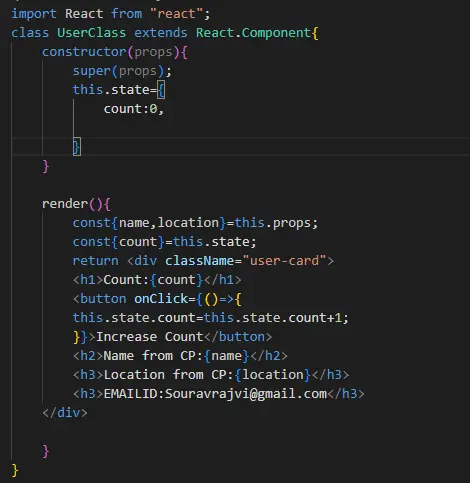 import React from "react";
class UserClass extends React.Component{
constructor(props){
super(props);
this.state={
count:0,
}
}
render(){
const{name,location}=this.props;
const{count}=this.state;
return <div className="user-card">
<h1>Count:{count}</h1>
<button onClick={()=>{
this.state.count=this.state.count+1;
}}>Increase Count</button>
<h2>Name from CP:{name}</h2>
<h3>Location from CP:{location}</h3>
<h3>EMAILID:Souravrajvi@gmail.com</h3>
</div>
}
}